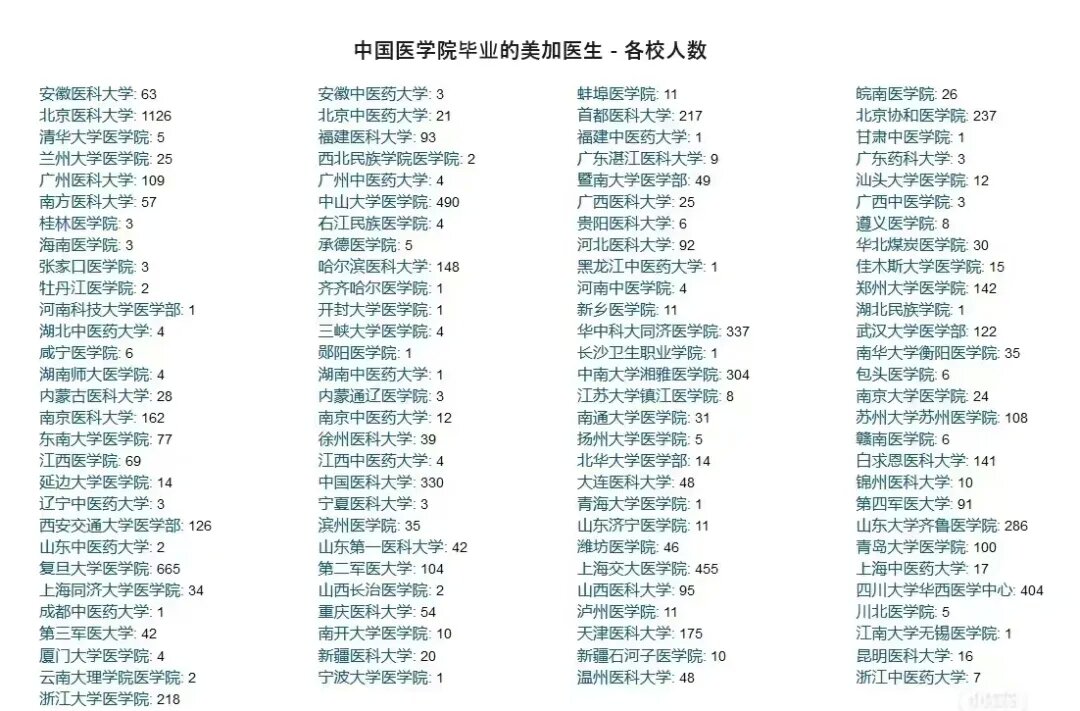 中国医学院毕业的美加医生 - 各校人数
安徽医科大学: 63 安徽中医药大学: 3 蚌埠医学院: 11 皖南医学院: 26
北京医科大学: 1126 北京中医药大学: 21 首都医科大学: 217 北京协和医学院: 237
清华大学医学院: 5 福建医科大学: 93 福建中医药大学: 1 甘肃中医学院: 1
兰州大学医学院: 25 西北民族学院医学院: 2 广东湛江医科大学: 9 广东药科大学: 3
广州医科大学: 109 广州中医药大学: 4 暨南大学医学部: 49 汕头大学医学院: 12
南方医科大学: 57 中山大学医学院: 490 广西医科大学: 25 广西中医学院: 3
桂林医学院: 3 右江民族医学院: 4 贵阳医科大学: 6 遵义医学院: 8
海南医学院: 3 承德医学院: 5 河北医科大学: 92 华北煤炭医学院: 30
张家口医学院: 3 哈尔滨医科大学: 148 黑龙江中医药大学: 1 佳木斯大学医学院: 15
牡丹江医学院: 2 齐齐哈尔医学院: 1 河南中医学院: 4 郑州大学医学院: 142
河南科技大学医学部: 1 开封大学医学院: 1 新乡医学院: 11 湖北民族学院: 1
湖北中医药大学: 4 三峡大学医学院: 4 华中科大同济医学院: 337 武汉大学医学部: 122
咸宁医学院: 6 郧阳医学院: 1 长沙卫生职业学院: 1 南华大学衡阳医学院: 35
湖南师大医学院: 4 湖南中医药大学: 1 中南大学湘雅医学院: 304 包头医学院: 6
内蒙古医科大学: 28 内蒙通辽医学院: 3 江苏大学镇江医学院: 8 南京大学医学院: 24
南京医科大学: 162 南京中医药大学: 12 南通大学医学院: 31 苏州大学苏州医学院: 108
东南大学医学院: 77 徐州医科大学: 39 扬州大学医学院: 5 赣南医学院: 6
江西医学院: 69 江西中医药大学: 4 北华大学医学部: 14 白求恩医科大学: 141
延边大学医学院: 14 中国医科大学: 330 大连医科大学: 48 锦州医科大学: 10
辽宁中医药大学: 3 宁夏医科大学: 3 青海大学医学院: 1 第四军医大学: 91
西安交通大学医学部: 126 滨州医学院: 35 山东济宁医学院: 11 山东大学齐鲁医学院: 286
山东中医药大学: 2 山东第一医科大学: 42 潍坊医学院: 46 青岛大学医学院: 100
复旦大学医学院: 665 第二军医大学: 104 上海交大医学院: 455 上海中医药大学: 17
上海同济大学医学院: 34 山西长治医学院: 2 山西医科大学: 95 四川大学华西医学中心: 404
成都中医药大学: 1 重庆医科大学: 54 泸州医学院: 11 川北医学院: 5
第三军医大学: 42 南开大学医学院: 10 天津医科大学: 175 江南大学无锡医学院: 1
厦门大学医学院: 4 新疆医科大学: 20 新疆石河子医学院: 10 昆明医科大学: 16
云南大理学院医学院: 2 宁波大学医学院: 1 温州医科大学: 48 浙江中医药大学: 7
浙江大学医学院: 218